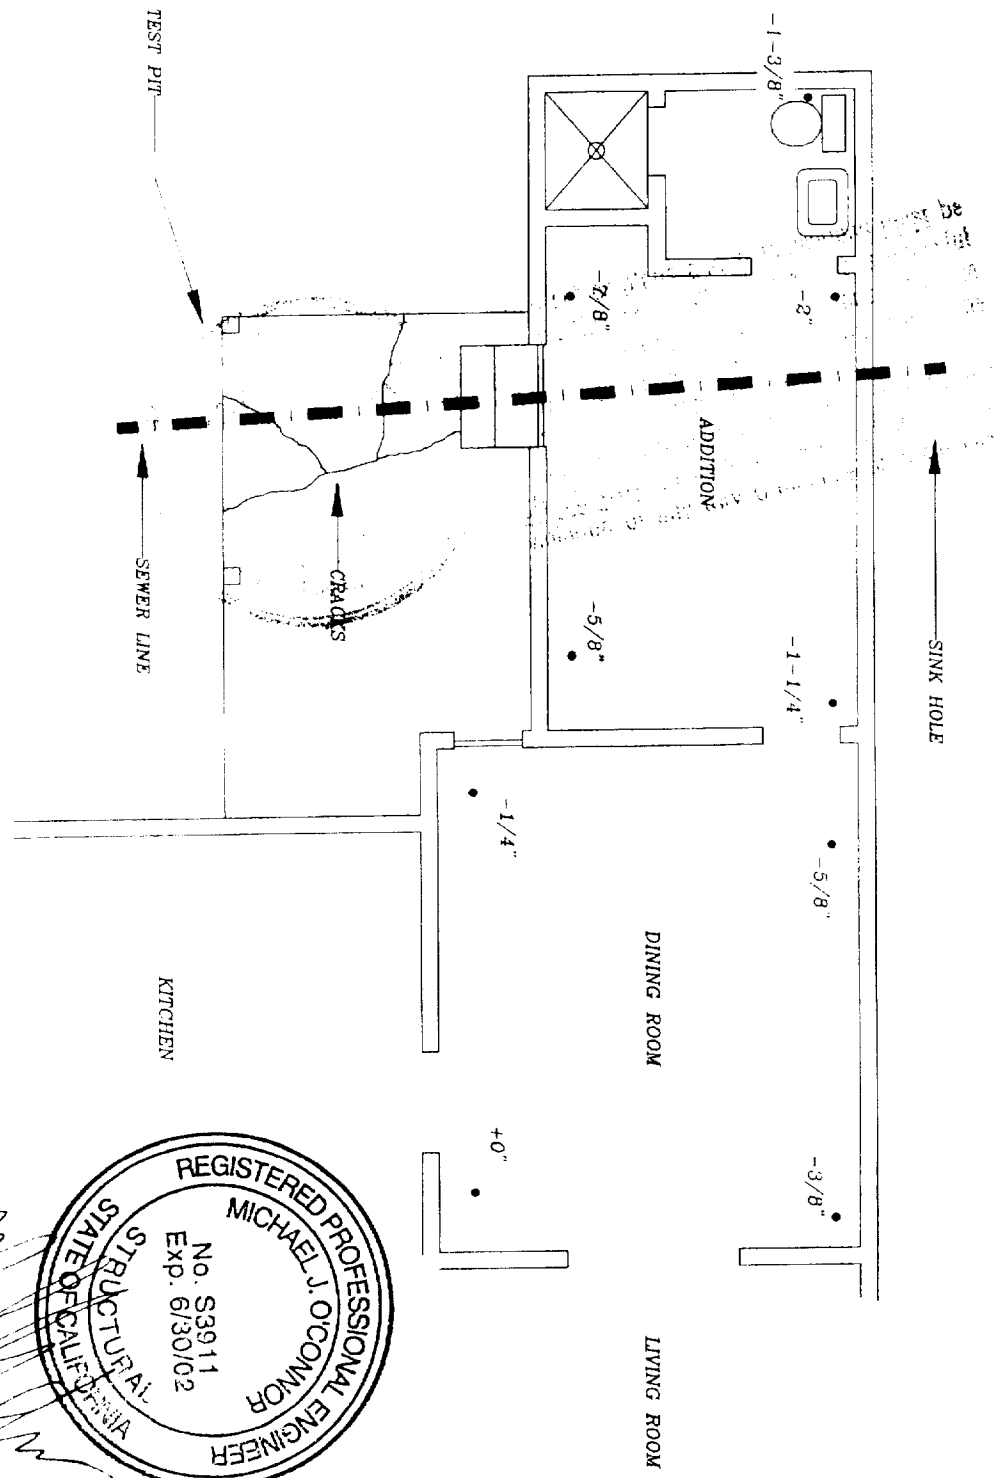 TEST PIT
-1-3/8"
-7/8"
-2"
be
ADDITION
SEWER LINE
CRACKS
-5/8"
-1-1/4"
SINK HOLE
-1/4"
-5/8"
KITCHEN
DINING ROOM
+0"
-3/8"
LIVING ROOM
REGISTERED PROFESSIONAL ENGINEER
MICHAEL J. O'CONNOR
No. S3911
Exp. 6/30/02
STRUCTURAL
STATE OF CALIFORNIA